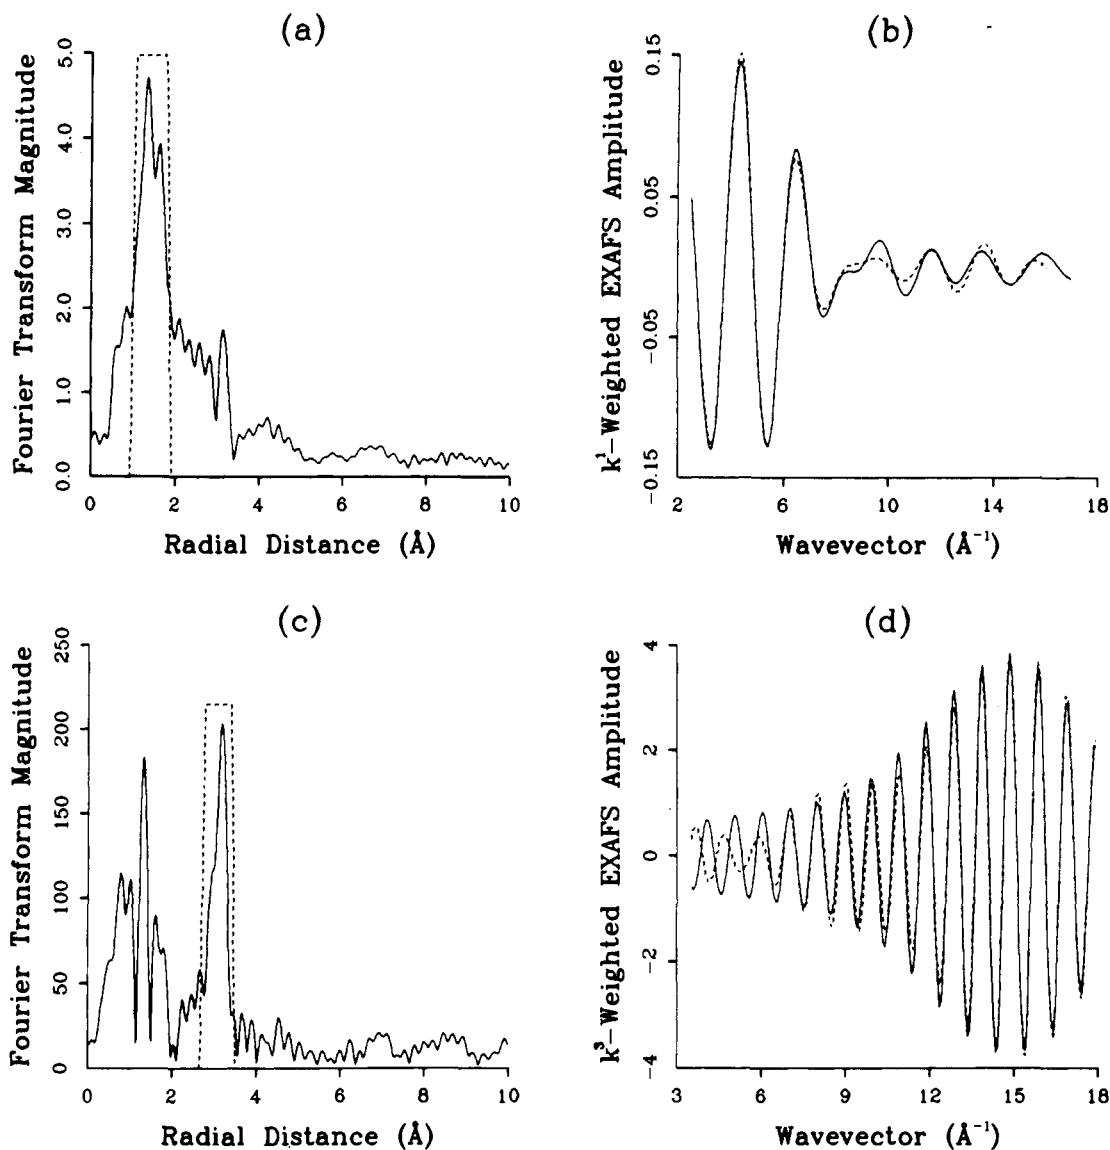 (a)
Fourier Transform Magnitude
5.0
4.0
3.0
2.0
1.0
0.0
0 2 4 6 8 10
Radial Distance (Å)
(b)
k¹-Weighted EXAFS Amplitude
0.15
0.05
−0.05
−0.15
2 6 10 14 18
Wavevector (Å⁻¹)
(c)
Fourier Transform Magnitude
250
200
150
100
50
0
0 2 4 6 8 10
Radial Distance (Å)
(d)
k³-Weighted EXAFS Amplitude
4
2
0
−2
−4
3 6 9 12 15 18
Wavevector (Å⁻¹)